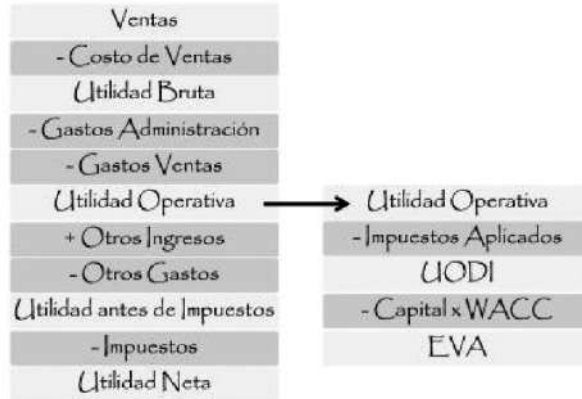 Ventas
- Costo de Ventas
Utilidad Bruta
- Gastos Administración
- Gastos Ventas
Utilidad Operativa
+ Otros Ingresos
- Otros Gastos
Utilidad antes de Impuestos
- Impuestos
Utilidad Neta
Utilidad Operativa
- Impuestos Aplicados
UODI
- Capital x WACC
EVA